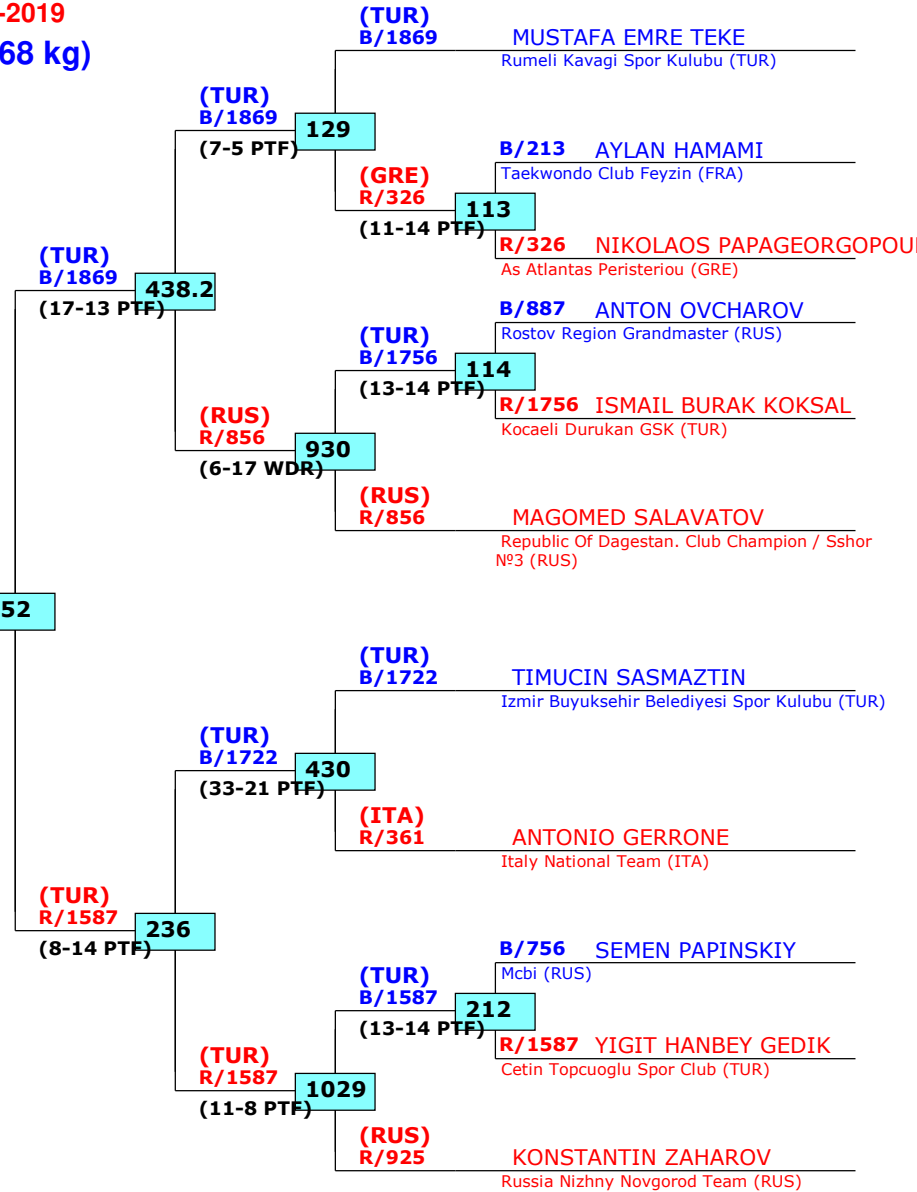 -2019
68 kg)
(TUR)
B/1869
MUSTAFA EMRE TEKE
Rumeli Kavagi Spor Kulubu (TUR)
(TUR)
B/1869
129
(7-5 PTF)
B/213 AYLAN HAMAMI
Taekwondo Club Feyzin (FRA)
(GRE)
R/326
113
(11-14 PTF)
R/326 NIKOLAOS PAPAGEORGOPOU
As Atlantas Peristeriou (GRE)
(TUR)
B/1869
438.2
(17-13 PTF)
B/887 ANTON OVCHAROV
Rostov Region Grandmaster (RUS)
(TUR)
B/1756
114
(13-14 PTF)
R/1756 ISMAIL BURAK KOKSAL
Kocaeli Durukan GSK (TUR)
(RUS)
R/856
930
(6-17 WDR)
(RUS)
R/856
MAGOMED SALAVATOV
Republic Of Dagestan. Club Champion / Sshor
№3 (RUS)
52
(TUR)
B/1722
TIMUCIN SASMAZTIN
Izmir Buyuksehir Belediyesi Spor Kulubu (TUR)
(TUR)
B/1722
430
(33-21 PTF)
(ITA)
R/361
ANTONIO GERRONE
Italy National Team (ITA)
(TUR)
R/1587
236
(8-14 PTF)
B/756 SEMEN PAPINSKIY
Mcbi (RUS)
(TUR)
B/1587
212
(13-14 PTF)
R/1587 YIGIT HANBEY GEDIK
Cetin Topcuoglu Spor Club (TUR)
(TUR)
R/1587
1029
(11-8 PTF)
(RUS)
R/925
KONSTANTIN ZAHAROV
Russia Nizhny Novgorod Team (RUS)